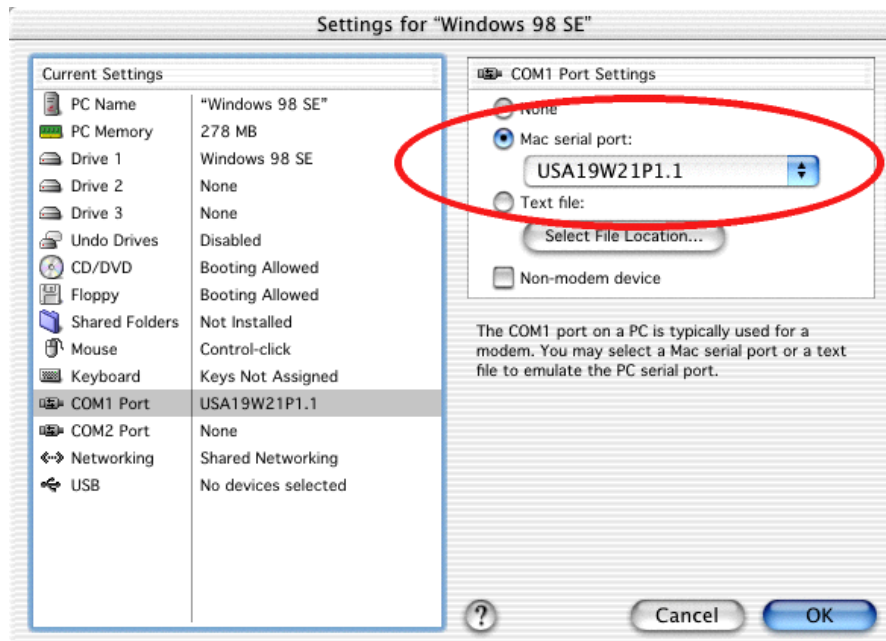 Settings for “Windows 98 SE”
Current Settings
PC Name “Windows 98 SE”
PC Memory 278 MB
Drive 1 Windows 98 SE
Drive 2 None
Drive 3 None
Undo Drives Disabled
CD/DVD Booting Allowed
Floppy Booting Allowed
Shared Folders Not Installed
Mouse Control-click
Keyboard Keys Not Assigned
COM1 Port USA19W21P1.1
COM2 Port None
Networking Shared Networking
USB No devices selected
COM1 Port Settings
None
Mac serial port:
USA19W21P1.1
Text file:
Select File Location...
Non-modem device
The COM1 port on a PC is typically used for a
modem. You may select a Mac serial port or a text
file to emulate the PC serial port.
?
Cancel OK